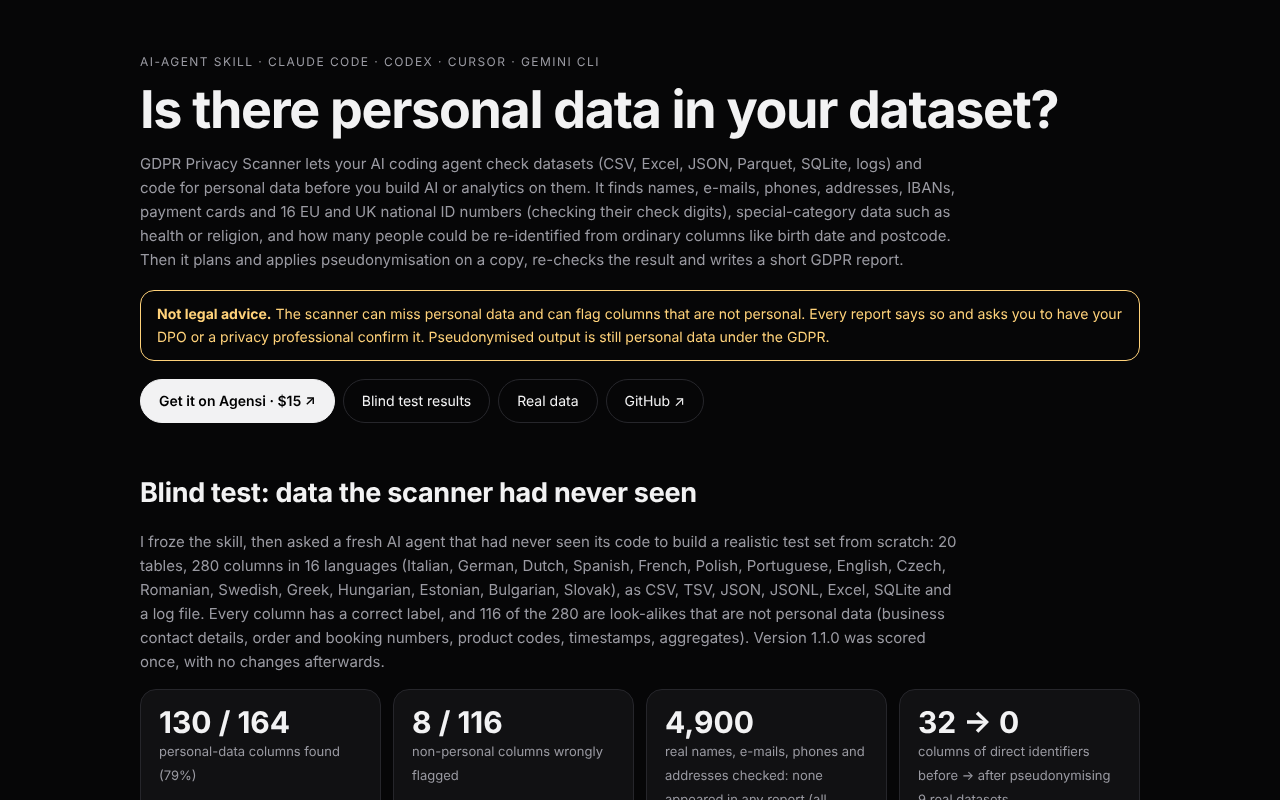 AI-AGENT SKILL · CLAUDE CODE · CODEX · CURSOR · GEMINI CLI
Is there personal data in your dataset?
GDPR Privacy Scanner lets your AI coding agent check datasets (CSV, Excel, JSON, Parquet, SQLite, logs) and
code for personal data before you build AI or analytics on them. It finds names, e-mails, phones, addresses, IBANs,
payment cards and 16 EU and UK national ID numbers (checking their check digits), special-category data such as
health or religion, and how many people could be re-identified from ordinary columns like birth date and postcode.
Then it plans and applies pseudonymisation on a copy, re-checks the result and writes a short GDPR report.
Not legal advice. The scanner can miss personal data and can flag columns that are not personal. Every report says so and asks you to have your
DPO or a privacy professional confirm it. Pseudonymised output is still personal data under the GDPR.
Get it on Agensi · $15 ↗
Blind test results
Real data
GitHub ↗
Blind test: data the scanner had never seen
I froze the skill, then asked a fresh AI agent that had never seen its code to build a realistic test set from scratch: 20
tables, 280 columns in 16 languages (Italian, German, Dutch, Spanish, French, Polish, Portuguese, English, Czech,
Romanian, Swedish, Greek, Hungarian, Estonian, Bulgarian, Slovak), as CSV, TSV, JSON, JSONL, Excel, SQLite and
a log file. Every column has a correct label, and 116 of the 280 are look-alikes that are not personal data (business
contact details, order and booking numbers, product codes, timestamps, aggregates). Version 1.1.0 was scored
once, with no changes afterwards.
130 / 164
personal-data columns found
(79%)
8 / 116
non-personal columns wrongly
flagged
4,900
real names, e-mails, phones and
addresses checked: none
appeared in any report (all
32 → 0
columns of direct identifiers
before → after pseudonymising
9 real datasets